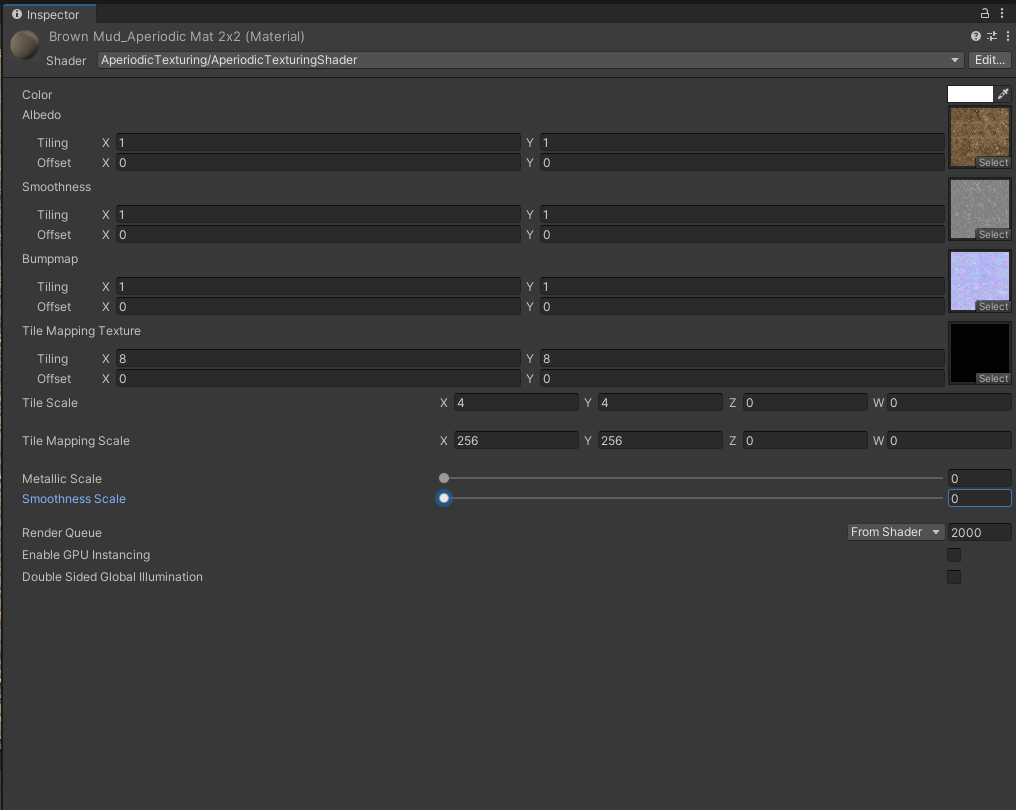 Inspector
Brown Mud_Aperiodic Mat 2x2 (Material)
Shader AperiodicTexturing/AperiodicTexturingShader Edit...
Color
Albedo
Tiling X 1 Y 1
Offset X 0 Y 0
Select
Smoothness
Tiling X 1 Y 1
Offset X 0 Y 0
Select
Bumpmap
Tiling X 1 Y 1
Offset X 0 Y 0
Select
Tile Mapping Texture
Tiling X 8 Y 8
Offset X 0 Y 0
Select
Tile Scale X 4 Y 4 Z 0 W 0
Tile Mapping Scale X 256 Y 256 Z 0 W 0
Metallic Scale 0
Smoothness Scale 0
Render Queue From Shader 2000
Enable GPU Instancing
Double Sided Global Illumination